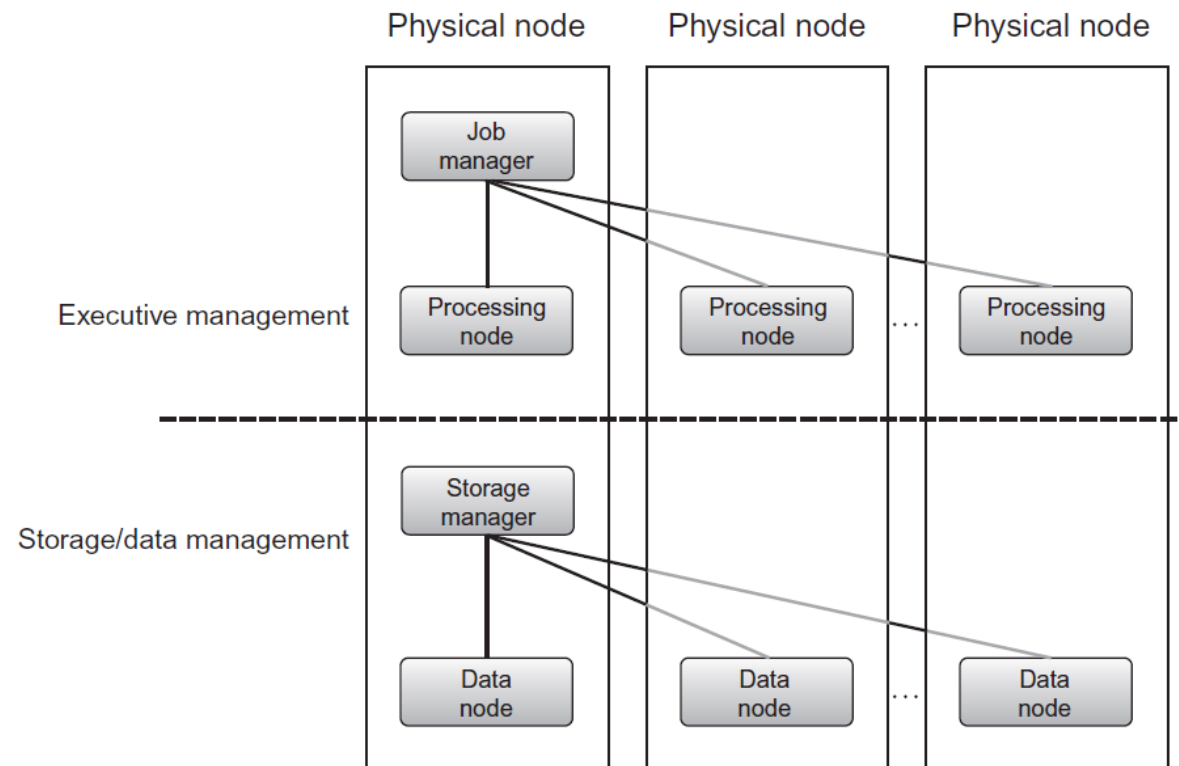 Physical node
Physical node
Physical node
Job
manager
Executive management
Processing
node
Processing
node
...
Processing
node
Storage
manager
Storage/data management
Data
node
Data
node
...
Data
node